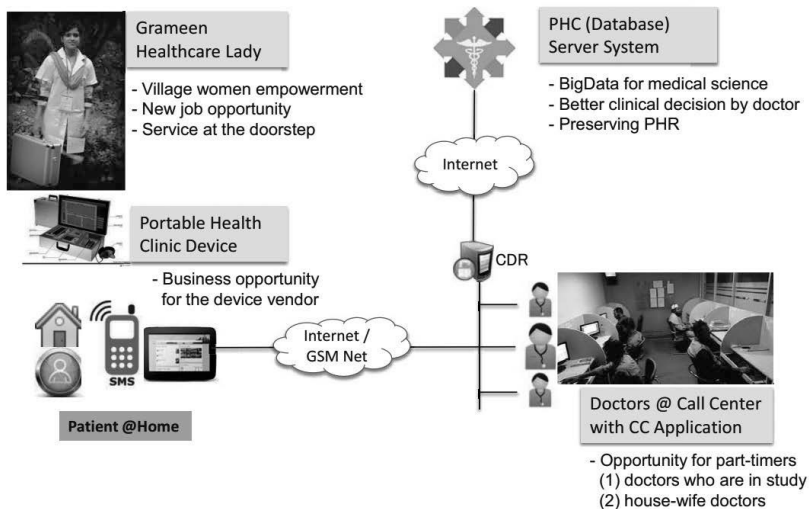 Grameen
Healthcare Lady
- Village women empowerment
- New job opportunity
- Service at the doorstep
PHC (Database)
Server System
- BigData for medical science
- Better clinical decision by doctor
- Preserving PHR
Internet
Portable Health
Clinic Device
- Business opportunity
for the device vendor
CDR
SMS
Internet /
GSM Net
Patient @Home
Doctors @ Call Center
with CC Application
- Opportunity for part-timers
(1) doctors who are in study
(2) house-wife doctors